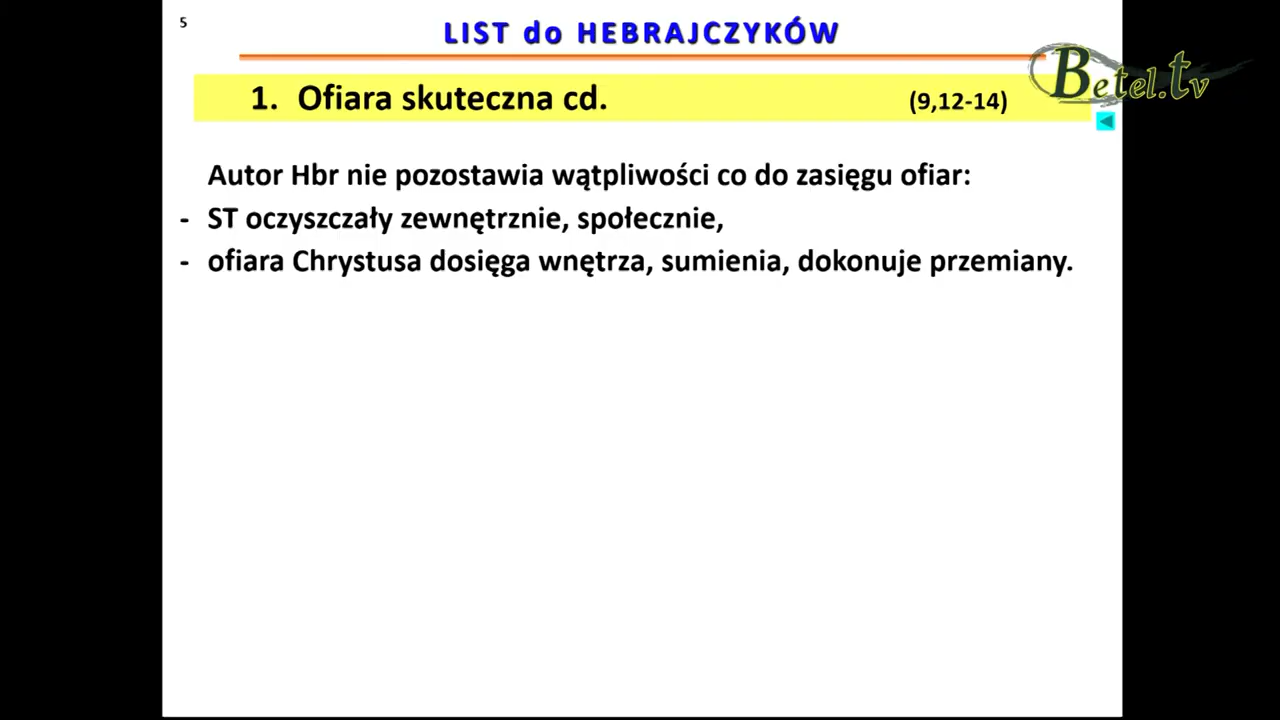 5
LIST do HEBRAJCZYKÓW
Betel.tv
1. Ofiara skuteczna cd. (9,12-14)
Autor Hbr nie pozostawia wątpliwości co do zasięgu ofiar:
- ST oczyszczały zewnętrznie, społecznie,
- ofiara Chrystusa dosięga wnętrza, sumienia, dokonuje przemiany.